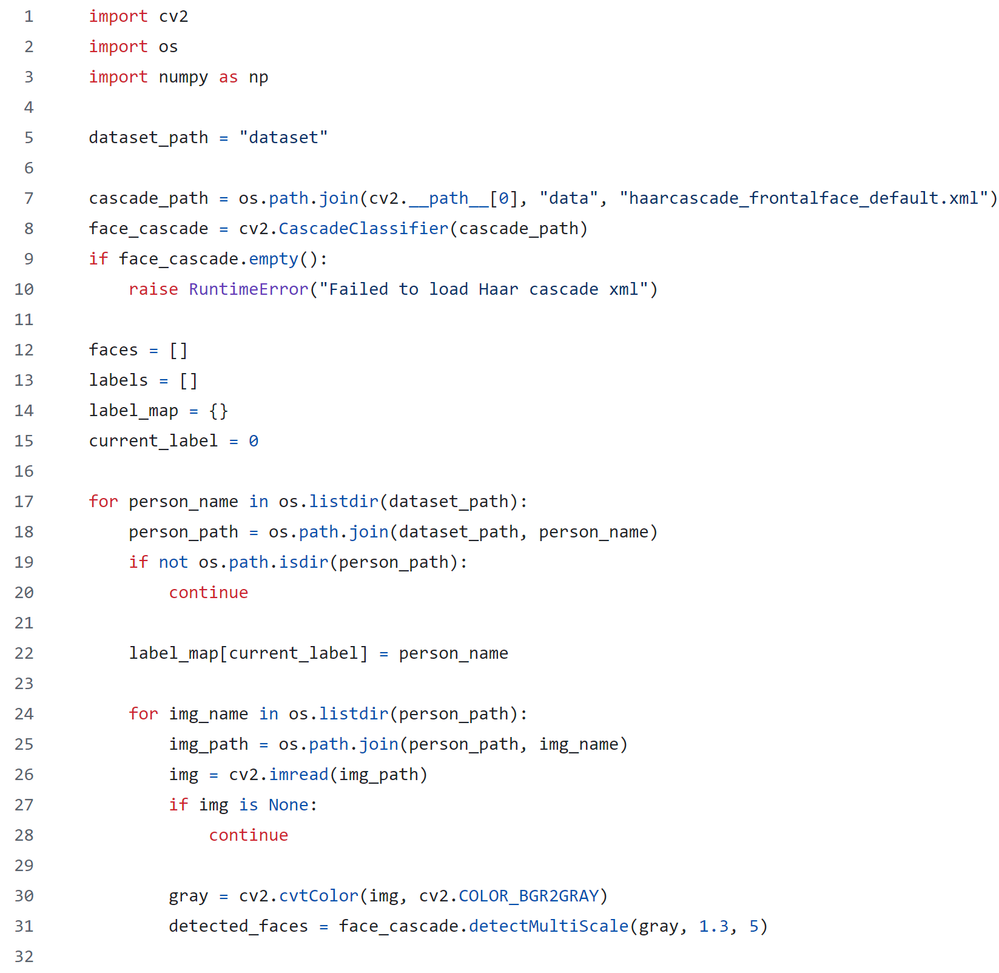 1 import cv2
2 import os
3 import numpy as np
4
5 dataset_path = "dataset"
6
7 cascade_path = os.path.join(cv2.__path__[0], "data", "haarcascade_frontalface_default.xml")
8 face_cascade = cv2.CascadeClassifier(cascade_path)
9 if face_cascade.empty():
10     raise RuntimeError("Failed to load Haar cascade xml")
11
12 faces = []
13 labels = []
14 label_map = {}
15 current_label = 0
16
17 for person_name in os.listdir(dataset_path):
18     person_path = os.path.join(dataset_path, person_name)
19     if not os.path.isdir(person_path):
20         continue
21
22     label_map[current_label] = person_name
23
24     for img_name in os.listdir(person_path):
25         img_path = os.path.join(person_path, img_name)
26         img = cv2.imread(img_path)
27         if img is None:
28             continue
29
30         gray = cv2.cvtColor(img, cv2.COLOR_BGR2GRAY)
31         detected_faces = face_cascade.detectMultiScale(gray, 1.3, 5)
32